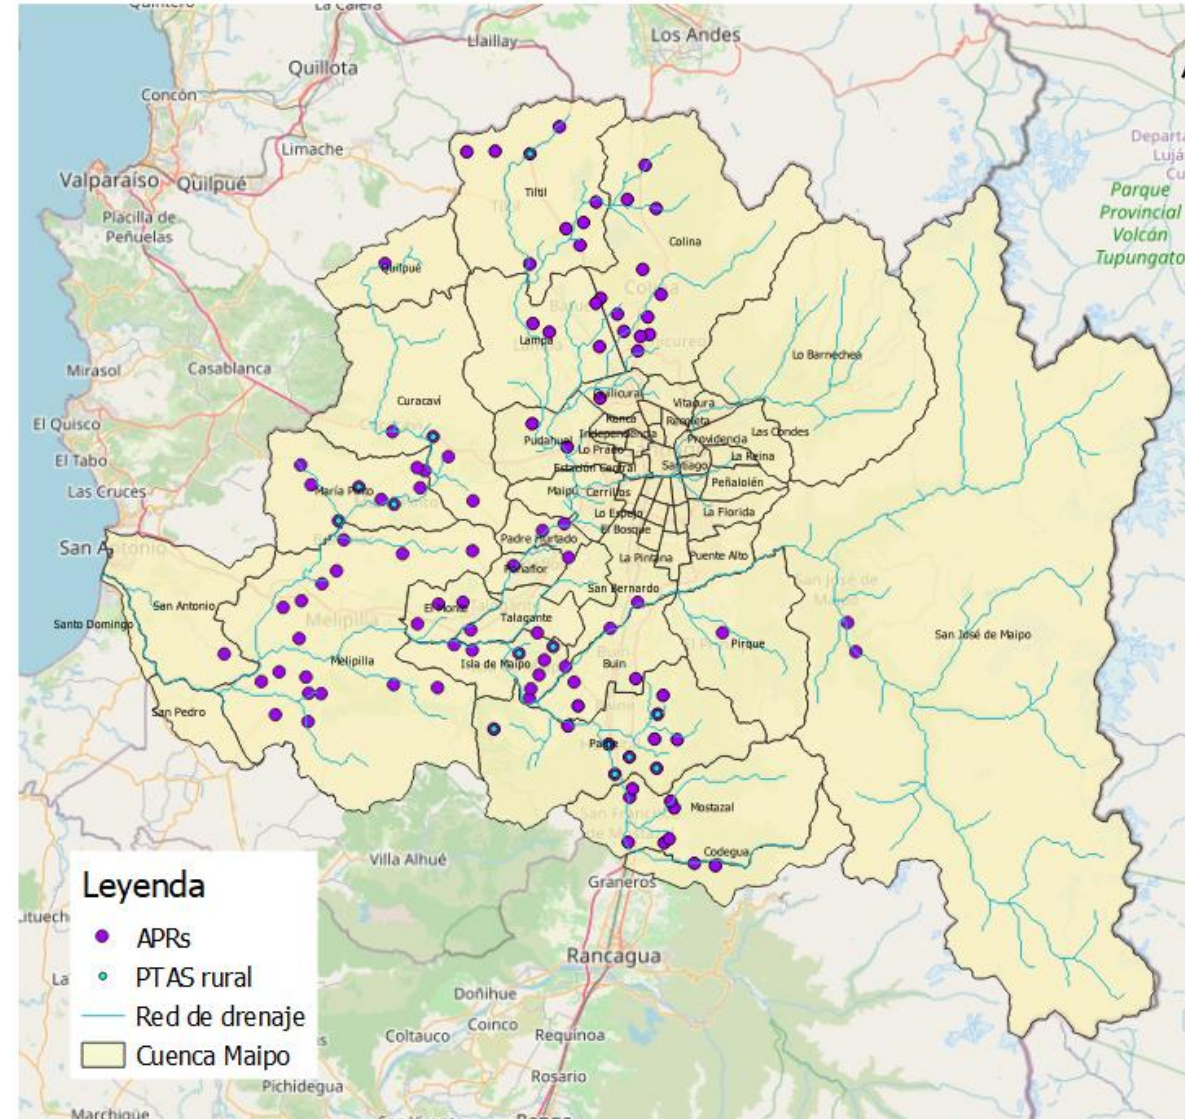 Quintero
La Calera
Llaillay
Los Andes
Quillota
Concón
Limache
Valparaíso
Quilpué
Placilla de
Peñuelas
Parque
Provincial
Volcán
Tupungato
Tiltil
Colina
Quilpué
Lampa
Lo Barnechea
Mirasol
Casablanca
Curacaví
El Quisco
El Tabo
Las Cruces
Quilicura
Vitacura
Renca
Recoleta
Independencia
Providencia
Las Condes
Pudahuel
Lo Prado
La Reina
Estación Central
Santiago
Peñalolén
María Pinto
Maipú
Cerrillos
Lo Espejo
La Florida
El Bosque
San Antonio
Padre Hurtado
La Pintana
Puente Alto
Peñaflor
San Bernardo
San José de
Maipo
San Antonio
El Monte
Talagante
Santo Domingo
Melipilla
Melipilla
Isla de Maipo
Buin
Pirque
San José de Maipo
San Pedro
Paine
Mostazal
Codegua
Villa Alhué
Graneros
Rancagua
Leyenda
APRs
PTAS rural
Red de drenaje
Cuenca Maipo
Doñihue
Coinco
Coltauco
Requínoa
Rosario
Pichidegua
Marchigüe